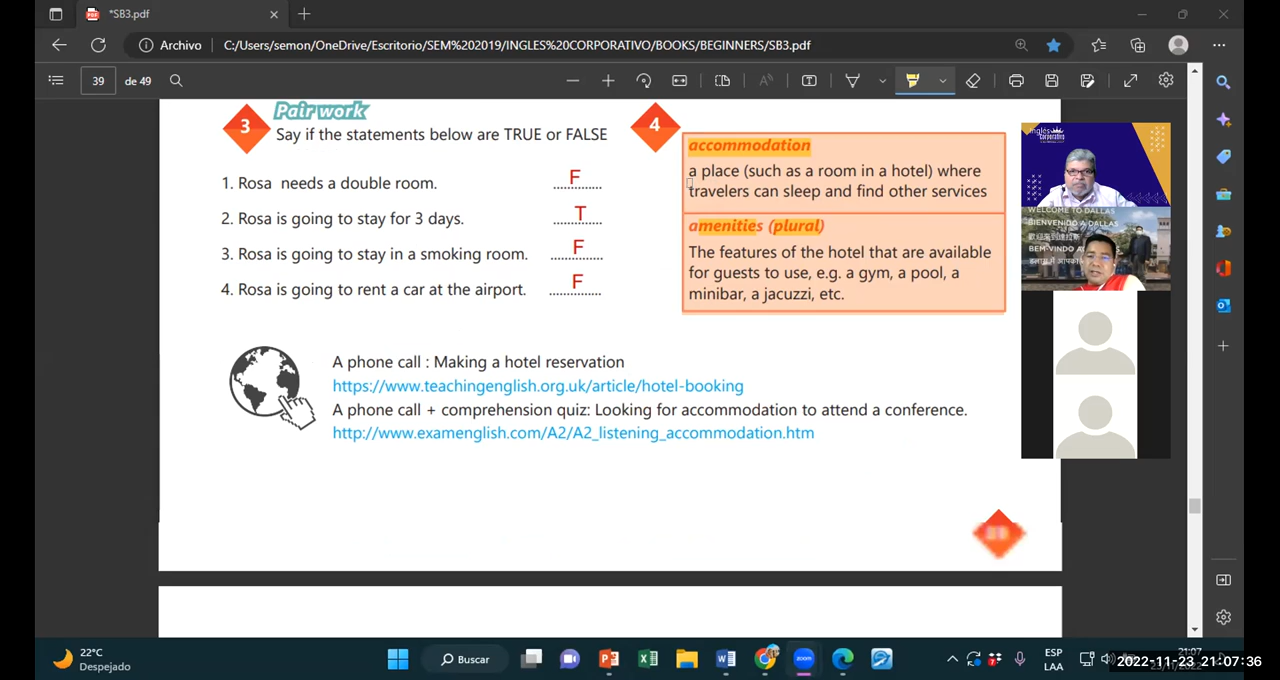 *SB3.pdf
Archivo
C:/Users/semon/OneDrive/Escritorio/SEM%202019/INGLES%20CORPORATIVO/BOOKS/BEGINNERS/SB3.pdf
39 de 49
3
Pair work
Say if the statements below are TRUE or FALSE
1. Rosa needs a double room. F
2. Rosa is going to stay for 3 days. T
3. Rosa is going to stay in a smoking room. F
4. Rosa is going to rent a car at the airport. F
4
accommodation
a place (such as a room in a hotel) where
travelers can sleep and find other services
amenities (plural)
The features of the hotel that are available
for guests to use, e.g. a gym, a pool, a
minibar, a jacuzzi, etc.
A phone call : Making a hotel reservation
https://www.teachingenglish.org.uk/article/hotel-booking
A phone call + comprehension quiz: Looking for accommodation to attend a conference.
http://www.examenglish.com/A2/A2_listening_accommodation.htm
inglés
corporativo
WELCOME TO DALLAS
BIENVENIDO A DALLAS
BEM-VINDO A
22°C
Despejado
Buscar
ESP
LAA
21:07
2022-11-23 21:07:36